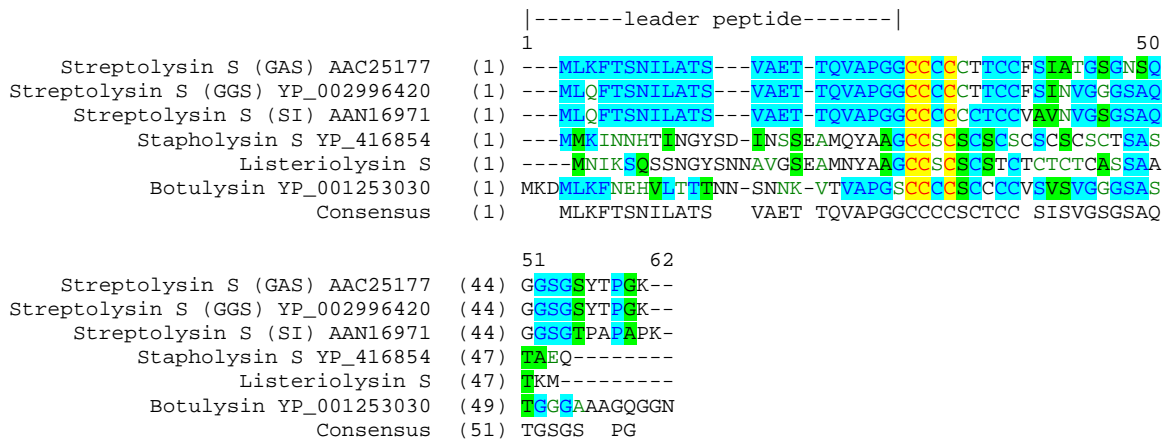 |-------leader peptide-------|
1 50
Streptolysin S (GAS) AAC25177 (1) ---MLKFTSNILATS---VAET-TQVAPGGCCCCCTTCCFSIATGSGNSQ
Streptolysin S (GGS) YP_002996420 (1) ---MLQFTSNILATS---VAET-TQVAPGGCCCCCTTCCFSINVGGGSAQ
Streptolysin S (SI) AAN16971 (1) ---MLQFTSNILATS---VAET-TQVAPGGCCCCCCTCCVAVNVGSGSAQ
Stapholysin S YP_416854 (1) ---MMKINNHTINGYSD-INSSEAMQYAAGCCSCSCSCSCSCSCSCTSAS
Listeriolysin S (1) ----MNIKSQSSNGYSNNAVGSEAMNYAAGCCSCSCSTCTCTCTCASSAA
Botulysin YP_001253030 (1) MKDMLKFNEHVLTTTNN-SNNK-VTVAPGSCCCCSCCCCVSVSVGGGSAS
Consensus (1) MLKFTSNILATS   VAET TQVAPGGCCCCSCTCC SISVGSGSAQ
51 62
Streptolysin S (GAS) AAC25177 (44) GGSGSYTPGK--
Streptolysin S (GGS) YP_002996420 (44) GGSGSYTPGK--
Streptolysin S (SI) AAN16971 (44) GGSGTPAPAPK-
Stapholysin S YP_416854 (47) TAEQ--------
Listeriolysin S (47) TKM---------
Botulysin YP_001253030 (49) TGGGAAAGQGGN
Consensus (51) TGSGS  PG